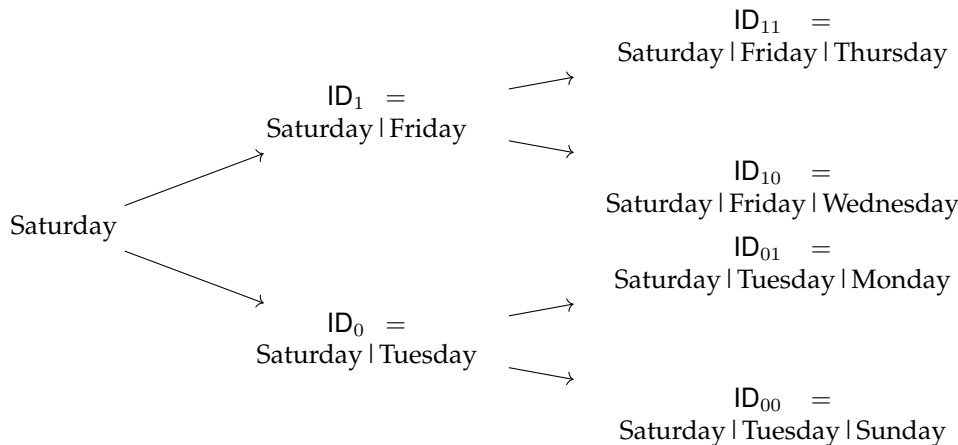 Saturday
ID₁ =
Saturday | Friday
ID₀ =
Saturday | Tuesday
ID₁₁ =
Saturday | Friday | Thursday
ID₁₀ =
Saturday | Friday | Wednesday
ID₀₁ =
Saturday | Tuesday | Monday
ID₀₀ =
Saturday | Tuesday | Sunday